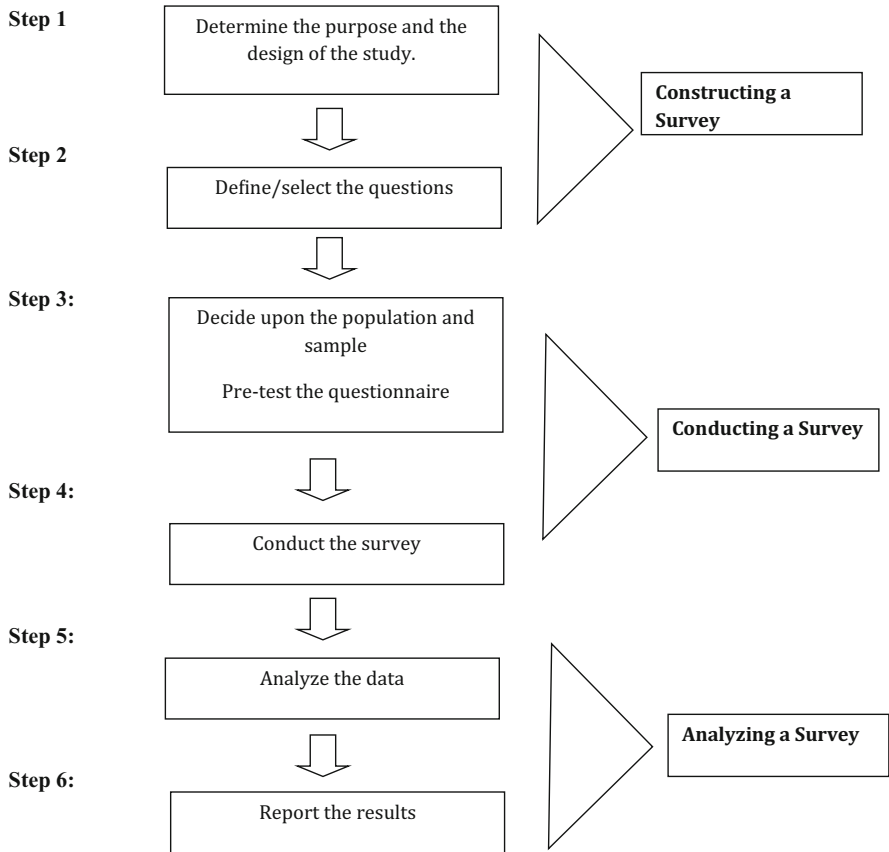 Step 1
Determine the purpose and the
design of the study.
Constructing a
Survey
Step 2
Define/select the questions
Step 3:
Decide upon the population and
sample
Pre-test the questionnaire
Conducting a Survey
Step 4:
Conduct the survey
Step 5:
Analyze the data
Analyzing a Survey
Step 6:
Report the results